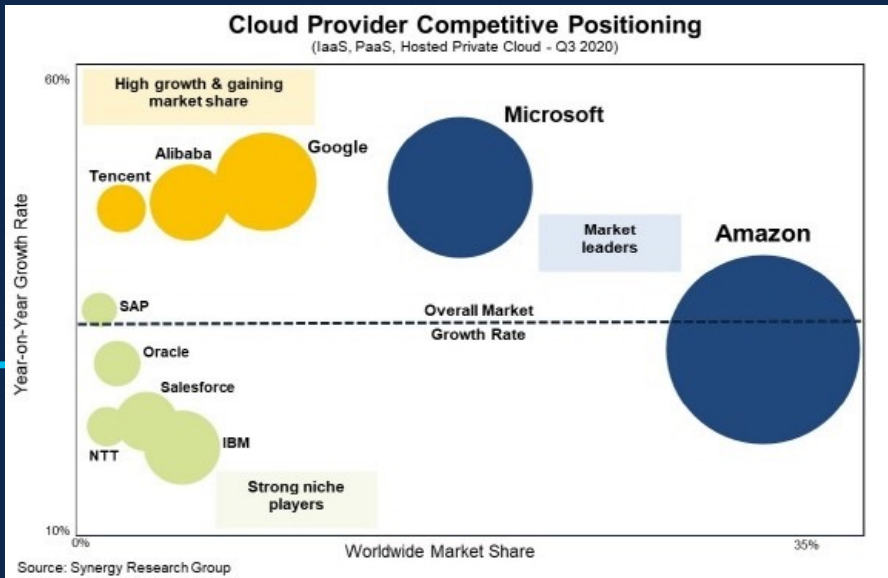 Cloud Provider Competitive Positioning
(IaaS, PaaS, Hosted Private Cloud - Q3 2020)
60%
High growth & gaining
market share
Microsoft
Google
Alibaba
Tencent
Market
leaders
Amazon
Year-on-Year Growth Rate
SAP
Overall Market
Growth Rate
Oracle
Salesforce
NTT
IBM
Strong niche
players
10%
0%
Worldwide Market Share
35%
Source: Synergy Research Group